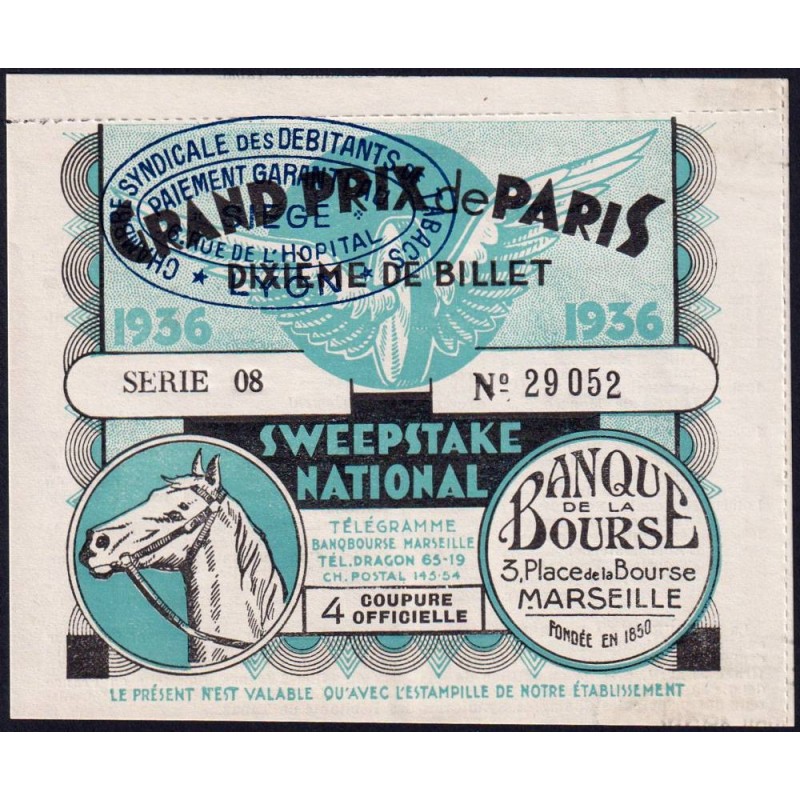 CHAMBRE SYNDICALE DES DEBITANTS DE TABACS
PAIEMENT GARANTI
SIEGE
6. RUE DE L'HOPITAL
★ LYON ★
GRAND PRIX de PARIS
DIXIÈME DE BILLET
1936 1936
SERIE 08 Nº 29052
SWEEPSTAKE
NATIONAL
TÉLÉGRAMME
BANQBOURSE MARSEILLE
TÉL. DRAGON 65-19
CH. POSTAL 145-54
4 COUPURE
OFFICIELLE
BANQUE
DE LA
BOURSE
3, Place de la Bourse
MARSEILLE
FONDÉE EN 1850
LE PRÉSENT N'EST VALABLE QU'AVEC L'ESTAMPILLE DE NOTRE ÉTABLISSEMENT